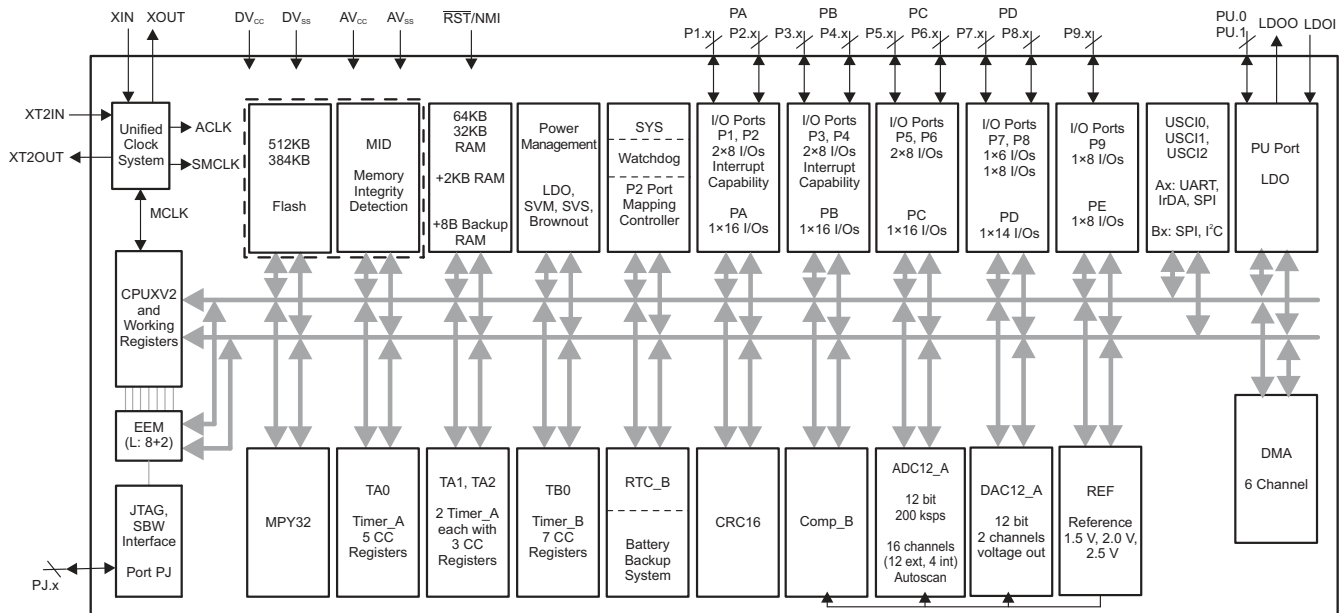 XIN XOUT DVCC DVSS AVCC AVSS RST/NMI PA PB PC PD PU.0 LDOO LDOI
P1.x P2.x P3.x P4.x P5.x P6.x P7.x P8.x P9.x PU.1
XT2IN
XT2OUT
Unified
Clock
System
ACLK
SMCLK
MCLK
512KB
384KB
Flash
MID
Memory
Integrity
Detection
64KB
32KB
RAM
+2KB RAM
+8B Backup
RAM
Power
Management
LDO,
SVM, SVS,
Brownout
SYS
Watchdog
P2 Port
Mapping
Controller
I/O Ports
P1, P2
2×8 I/Os
Interrupt
Capability
PA
1×16 I/Os
I/O Ports
P3, P4
2×8 I/Os
Interrupt
Capability
PB
1×16 I/Os
I/O Ports
P5, P6
2×8 I/Os
PC
1×16 I/Os
I/O Ports
P7, P8
1×6 I/Os
1×8 I/Os
PD
1×14 I/Os
I/O Ports
P9
1×8 I/Os
PE
1×8 I/Os
USCI0,
USCI1,
USCI2
Ax: UART,
IrDA, SPI
Bx: SPI, I²C
PU Port
LDO
CPUXV2
and
Working
Registers
EEM
(L: 8+2)
JTAG,
SBW
Interface
Port PJ
PJ.x
MPY32
TA0
Timer_A
5 CC
Registers
TA1, TA2
2 Timer_A
each with
3 CC
Registers
TB0
Timer_B
7 CC
Registers
RTC_B
Battery
Backup
System
CRC16
Comp_B
ADC12_A
12 bit
200 ksps
16 channels
(12 ext, 4 int)
Autoscan
DAC12_A
12 bit
2 channels
voltage out
REF
Reference
1.5 V, 2.0 V,
2.5 V
DMA
6 Channel